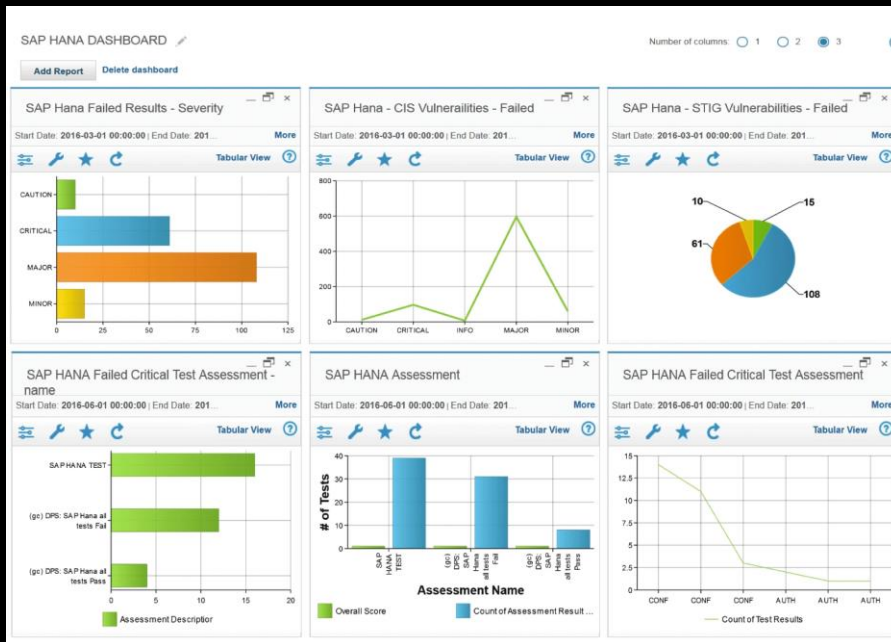 SAP HANA DASHBOARD
Number of columns: 1 2 3
Add Report Delete dashboard
SAP Hana Failed Results - Severity
Start Date: 2016-03-01 00:00:00 | End Date: 201...
More
Tabular View
CAUTION
CRITICAL
MAJOR
MINOR
0 25 50 75 100 125
SAP Hana - CIS Vulnerailities - Failed
Start Date: 2016-03-01 00:00:00 | End Date: 201...
More
Tabular View
800
600
400
200
0
CAUTION CRITICAL INFO MAJOR MINOR
SAP Hana - STIG Vulnerabilities - Failed
Start Date: 2016-03-01 00:00:00 | End Date: 201...
More
Tabular View
10
15
61
108
SAP HANA Failed Critical Test Assessment -
name
Start Date: 2016-06-01 00:00:00 | End Date: 201...
More
Tabular View
SAP HANA TEST
(gc) DPS: SAP Hana all
tests Fail
(gc) DPS: SAP Hana all
tests Pass
0 5 10 15 20
Assessment Description
SAP HANA Assessment
Start Date: 2016-06-01 00:00:00 | End Date: 201...
More
Tabular View
# of Tests
40
30
20
10
0
SAP
HANA
TEST
(gc)
DPS:
SAP
Hana
all tests
Fail
(gc)
DPS:
SAP
Hana
all tests
Pass
Assessment Name
Overall Score
Count of Assessment Result ...
SAP HANA Failed Critical Test Assessment
Start Date: 2016-06-01 00:00:00 | End Date: 201...
More
Tabular View
15
12.5
10
7.5
5
2.5
0
CONF CONF CONF AUTH AUTH AUTH
Count of Test Results